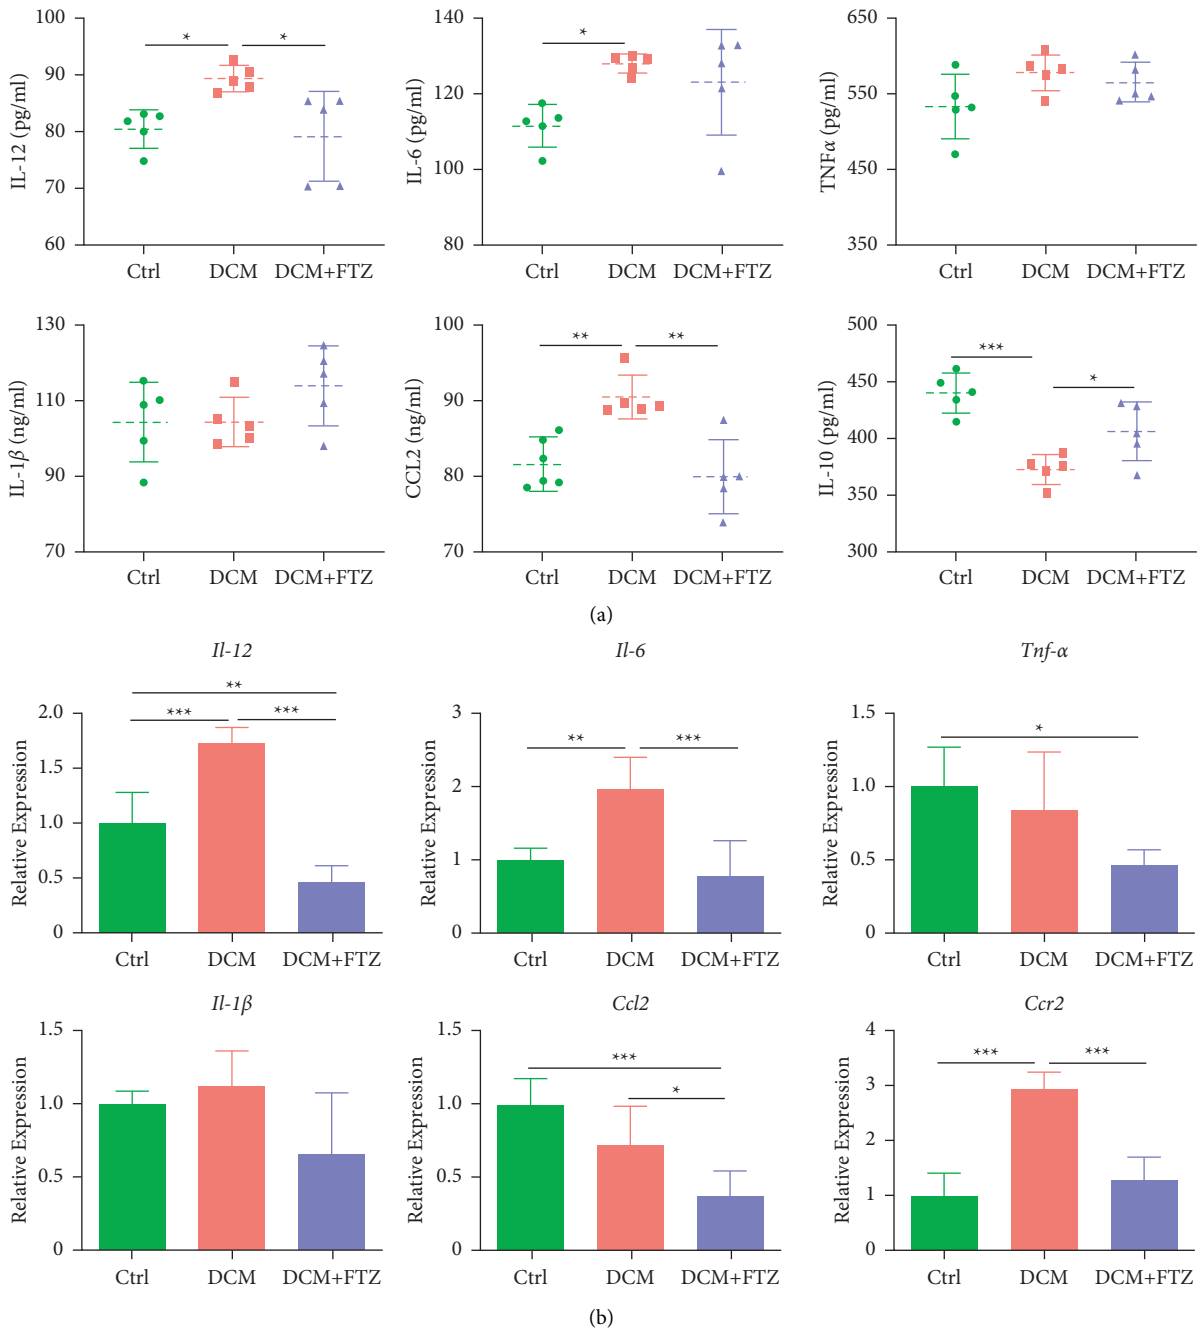 IL-12 (pg/ml)
100
90
80
70
60
*
*
Ctrl
DCM
DCM+FTZ
IL-6 (pg/ml)
140
120
100
80
*
Ctrl
DCM
DCM+FTZ
TNFα (pg/ml)
650
550
450
350
Ctrl
DCM
DCM+FTZ
IL-1β (ng/ml)
130
110
90
70
Ctrl
DCM
DCM+FTZ
CCL2 (ng/ml)
100
90
80
70
**
**
Ctrl
DCM
DCM+FTZ
IL-10 (pg/ml)
500
450
400
350
300
***
*
Ctrl
DCM
DCM+FTZ
(a)
Il-12
Relative Expression
2.0
1.5
1.0
0.5
0
**
***
***
Ctrl
DCM
DCM+FTZ
Il-6
Relative Expression
3
2
1
0
**
***
Ctrl
DCM
DCM+FTZ
Tnf-α
Relative Expression
1.5
1.0
0.5
0
*
Ctrl
DCM
DCM+FTZ
Il-1β
Relative Expression
1.5
1.0
0.5
0
Ctrl
DCM
DCM+FTZ
Ccl2
Relative Expression
1.5
1.0
0.5
0
***
*
Ctrl
DCM
DCM+FTZ
Ccr2
Relative Expression
4
3
2
1
0
***
***
Ctrl
DCM
DCM+FTZ
(b)